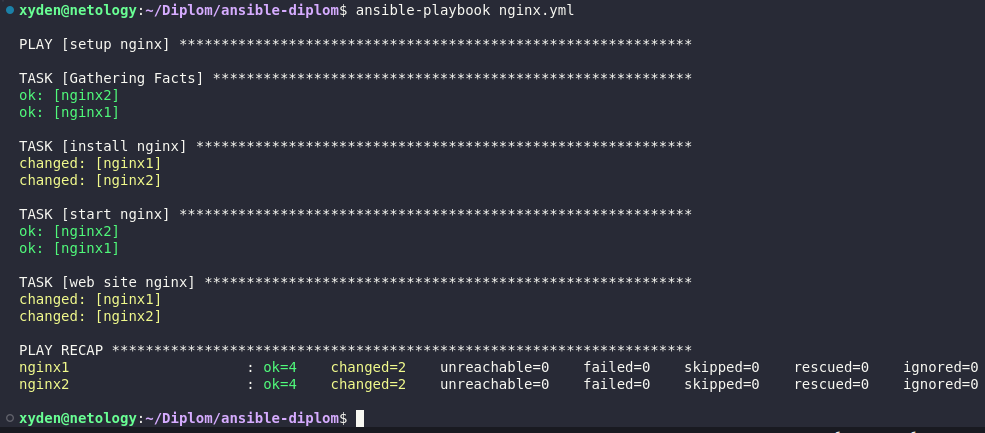 xyden@netology:~/Diplom/ansible-diplom$ ansible-playbook nginx.yml
PLAY [setup nginx] *************************************************************
TASK [Gathering Facts] *********************************************************
ok: [nginx2]
ok: [nginx1]
TASK [install nginx] ***********************************************************
changed: [nginx1]
changed: [nginx2]
TASK [start nginx] *************************************************************
ok: [nginx2]
ok: [nginx1]
TASK [web site nginx] **********************************************************
changed: [nginx1]
changed: [nginx2]
PLAY RECAP *********************************************************************
nginx1                     : ok=4    changed=2    unreachable=0    failed=0    skipped=0    rescued=0    ignored=0
nginx2                     : ok=4    changed=2    unreachable=0    failed=0    skipped=0    rescued=0    ignored=0
xyden@netology:~/Diplom/ansible-diplom$